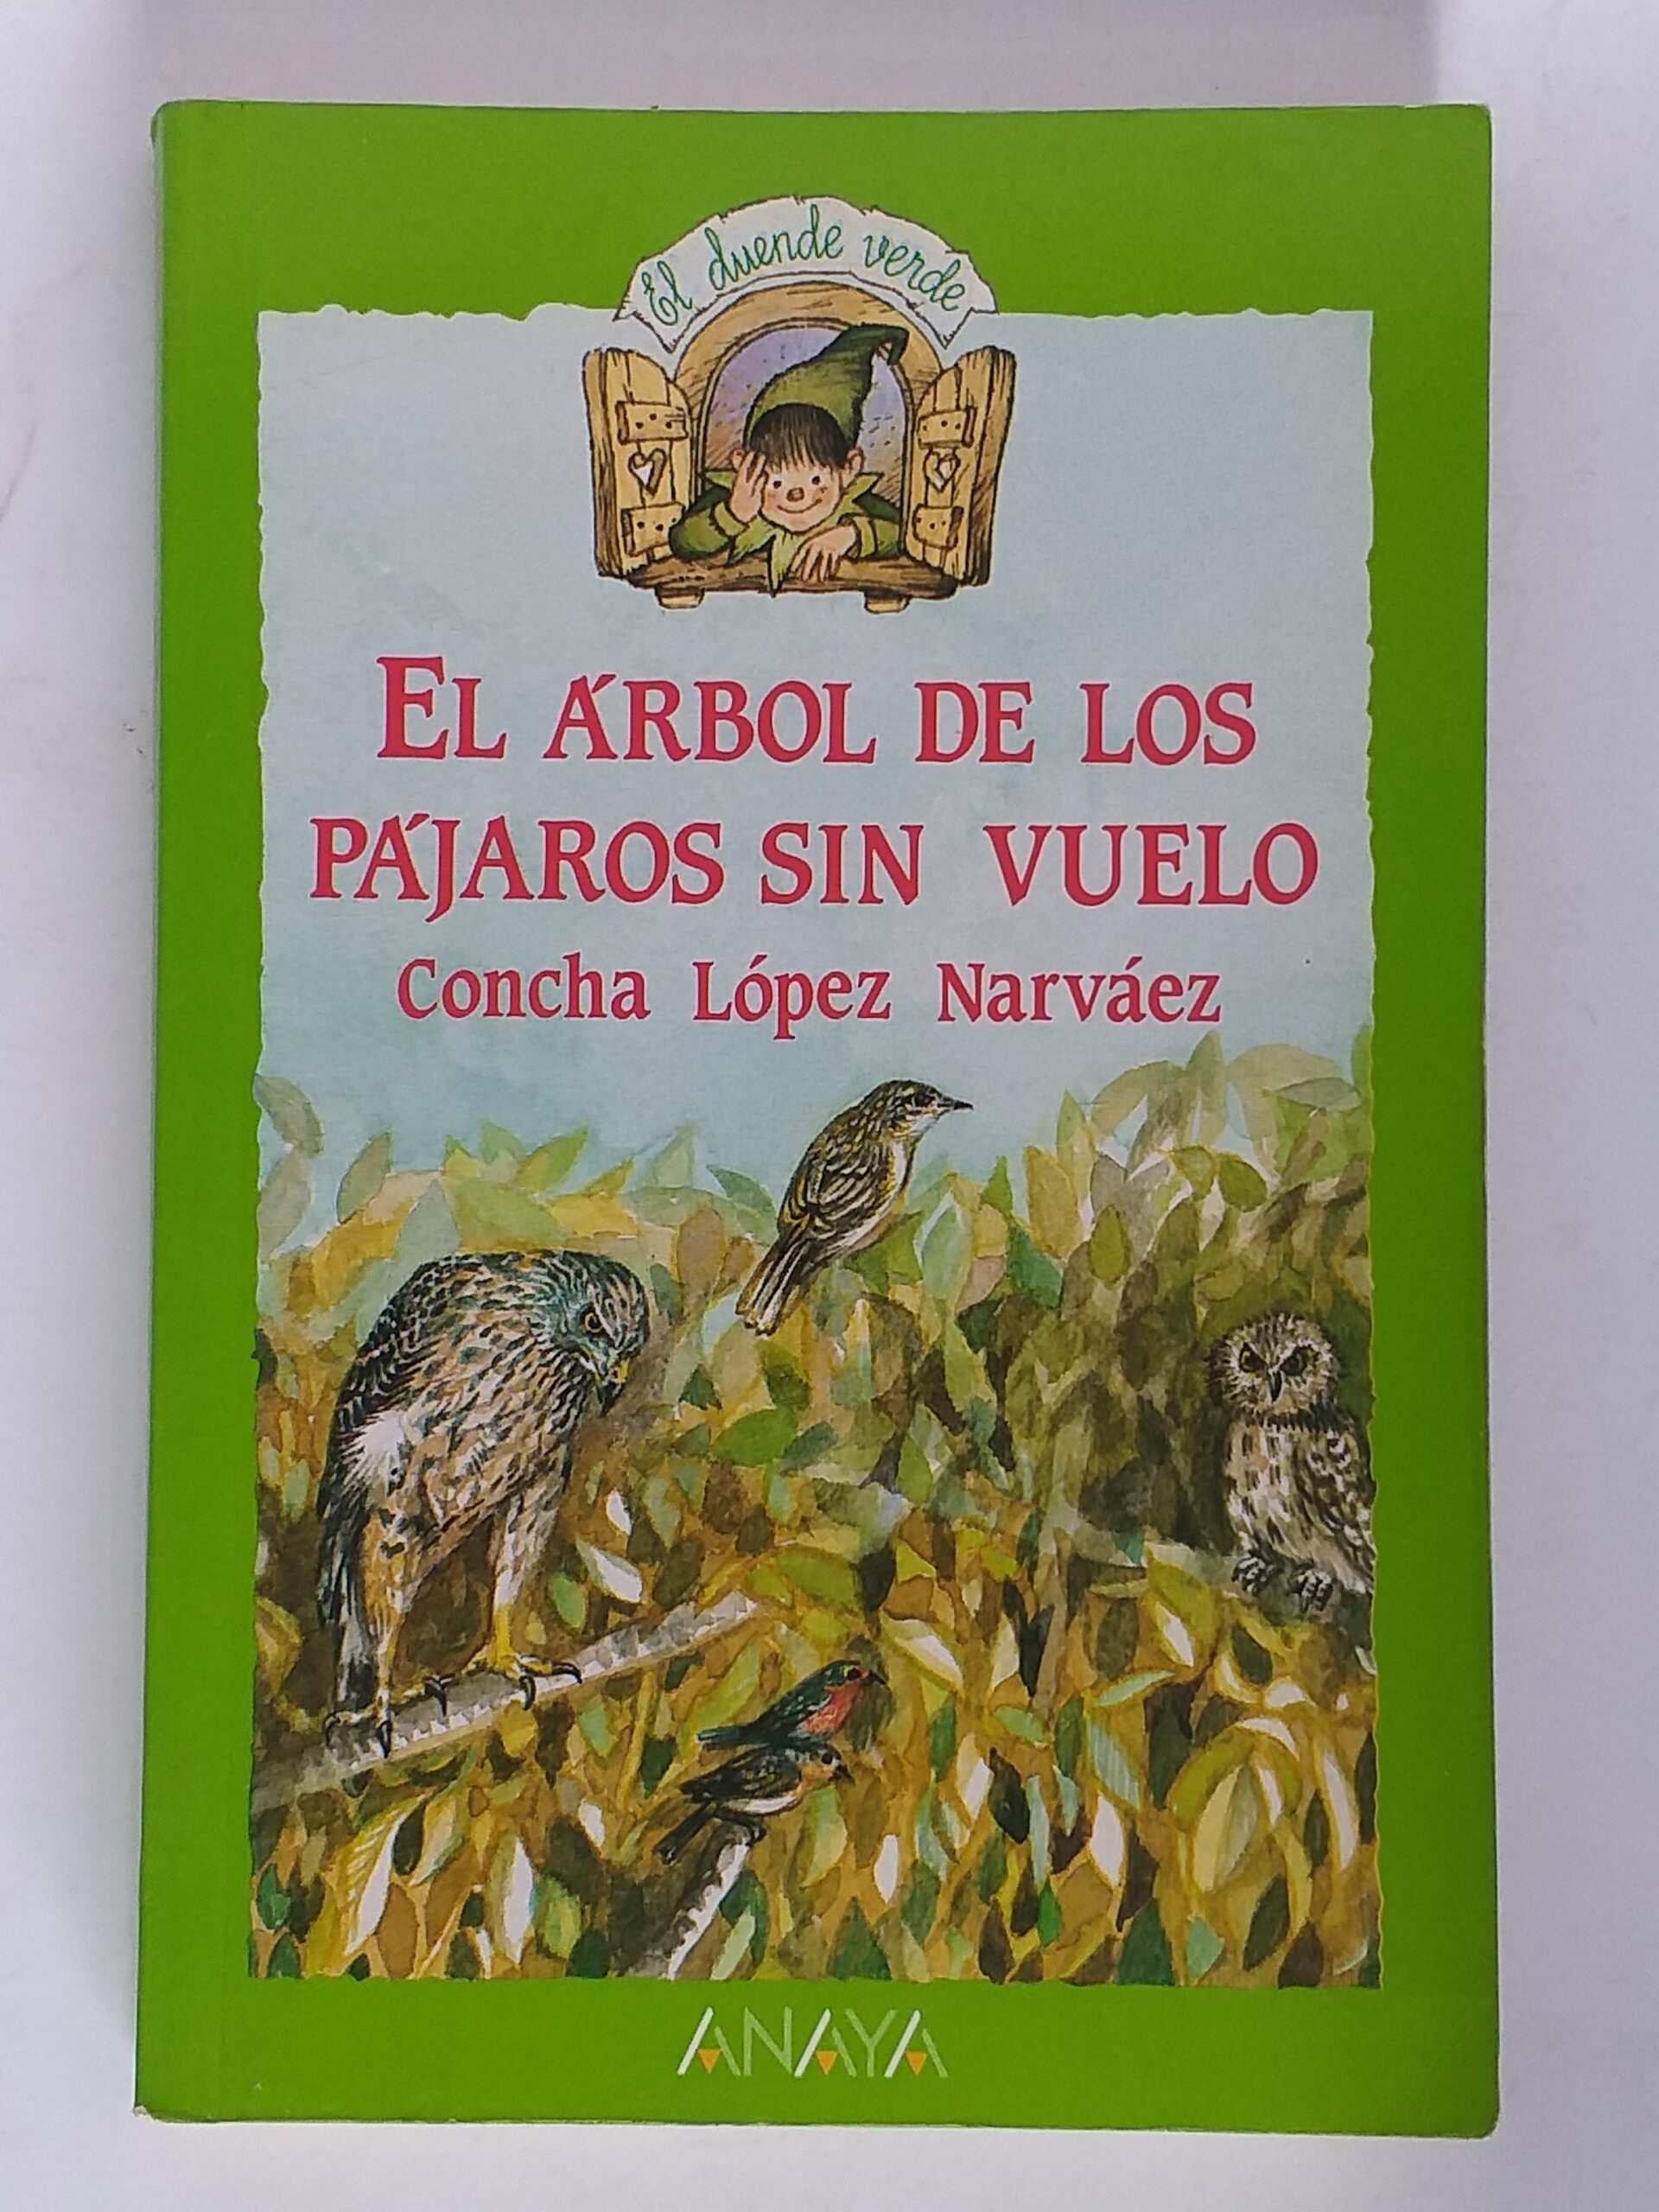 El duende verde
EL ÁRBOL DE LOS
PÁJAROS SIN VUELO
Concha López Narváez
ANAYA